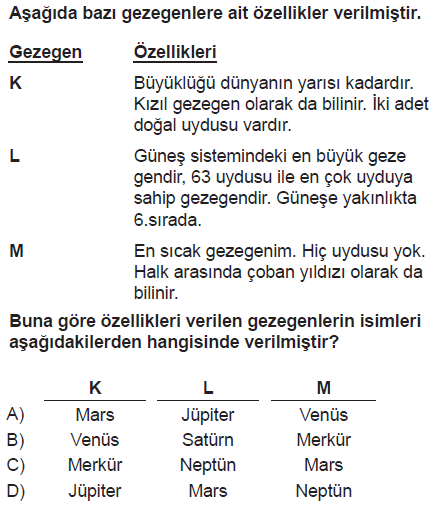 Aşağıda bazı gezegenlere ait özellikler verilmiştir.
Gezegen Özellikleri
K Büyüklüğü dünyanın yarısı kadardır.
Kızıl gezegen olarak da bilinir. İki adet
doğal uydusu vardır.
L Güneş sistemindeki en büyük geze
gendir, 63 uydusu ile en çok uyduya
sahip gezegendir. Güneşe yakınlıkta
6.sırada.
M En sıcak gezegenim. Hiç uydusu yok.
Halk arasında çoban yıldızı olarak da
bilinir.
Buna göre özellikleri verilen gezegenlerin isimleri
aşağıdakilerden hangisinde verilmiştir?
K L M
A) Mars Jüpiter Venüs
B) Venüs Satürn Merkür
C) Merkür Neptün Mars
D) Jüpiter Mars Neptün